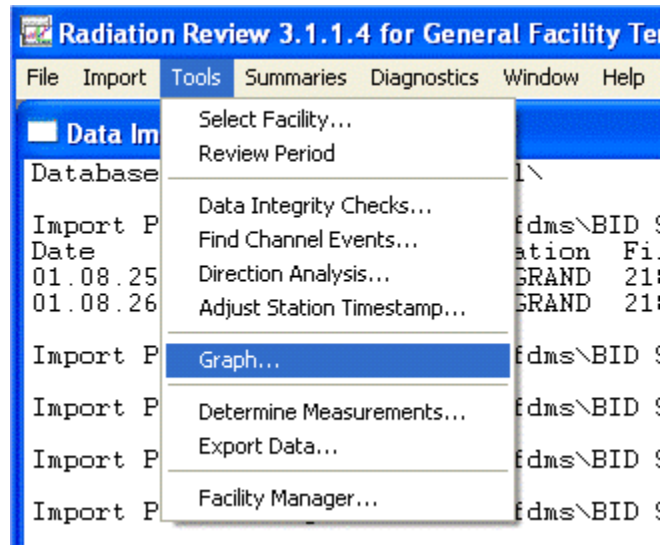 Radiation Review 3.1.1.4 for General Facility
File Import Tools Summaries Diagnostics Window Help
Select Facility...
Review Period
Data Integrity Checks...
Find Channel Events...
Direction Analysis...
Adjust Station Timestamp...
Graph...
Determine Measurements...
Export Data...
Facility Manager...
Data Im
Database l\
Import P fdms\BID S
Date ation Fi
01.08.25 GRAND 218
01.08.26 GRAND 218
Import P fdms\BID S
Import P fdms\BID S
Import P fdms\BID S
Import P fdms\BID S